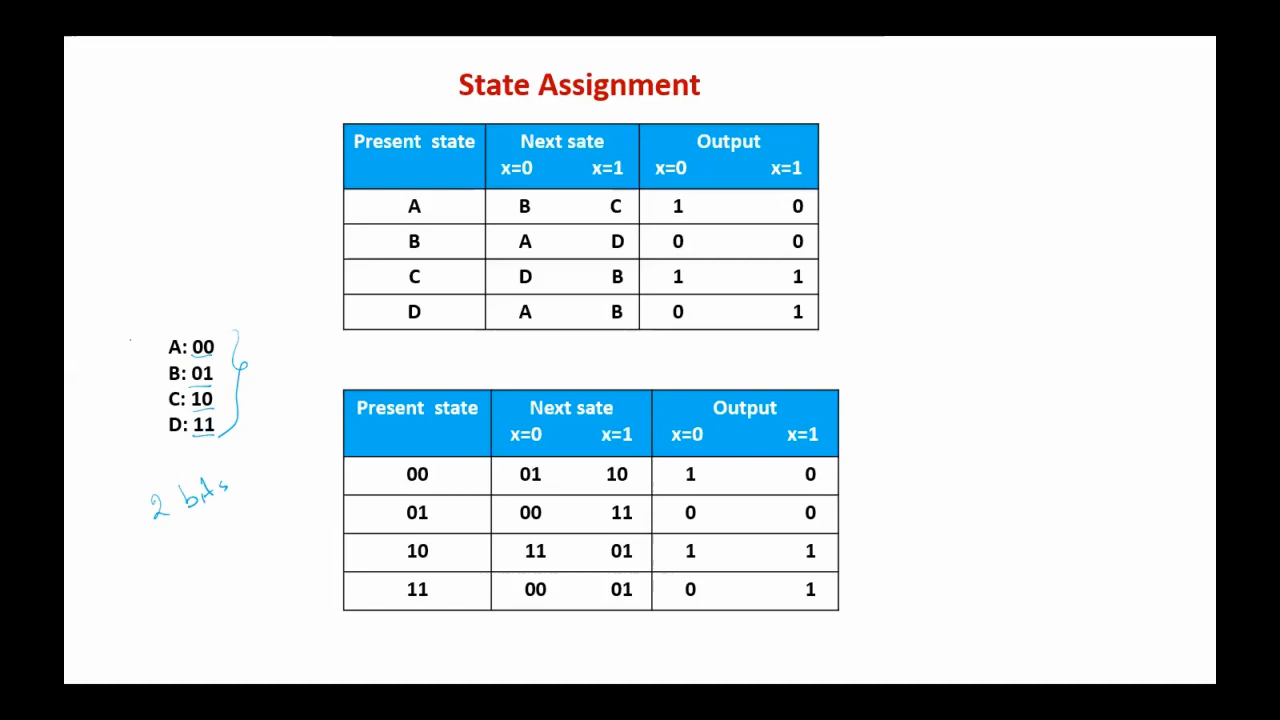 State Assignment
Present state Next sate Output
x=0 x=1 x=0 x=1
A B C 1 0
B A D 0 0
C D B 1 1
D A B 0 1
A: 00
B: 01
C: 10
D: 11
2 bits
Present state Next sate Output
x=0 x=1 x=0 x=1
00 01 10 1 0
01 00 11 0 0
10 11 01 1 1
11 00 01 0 1